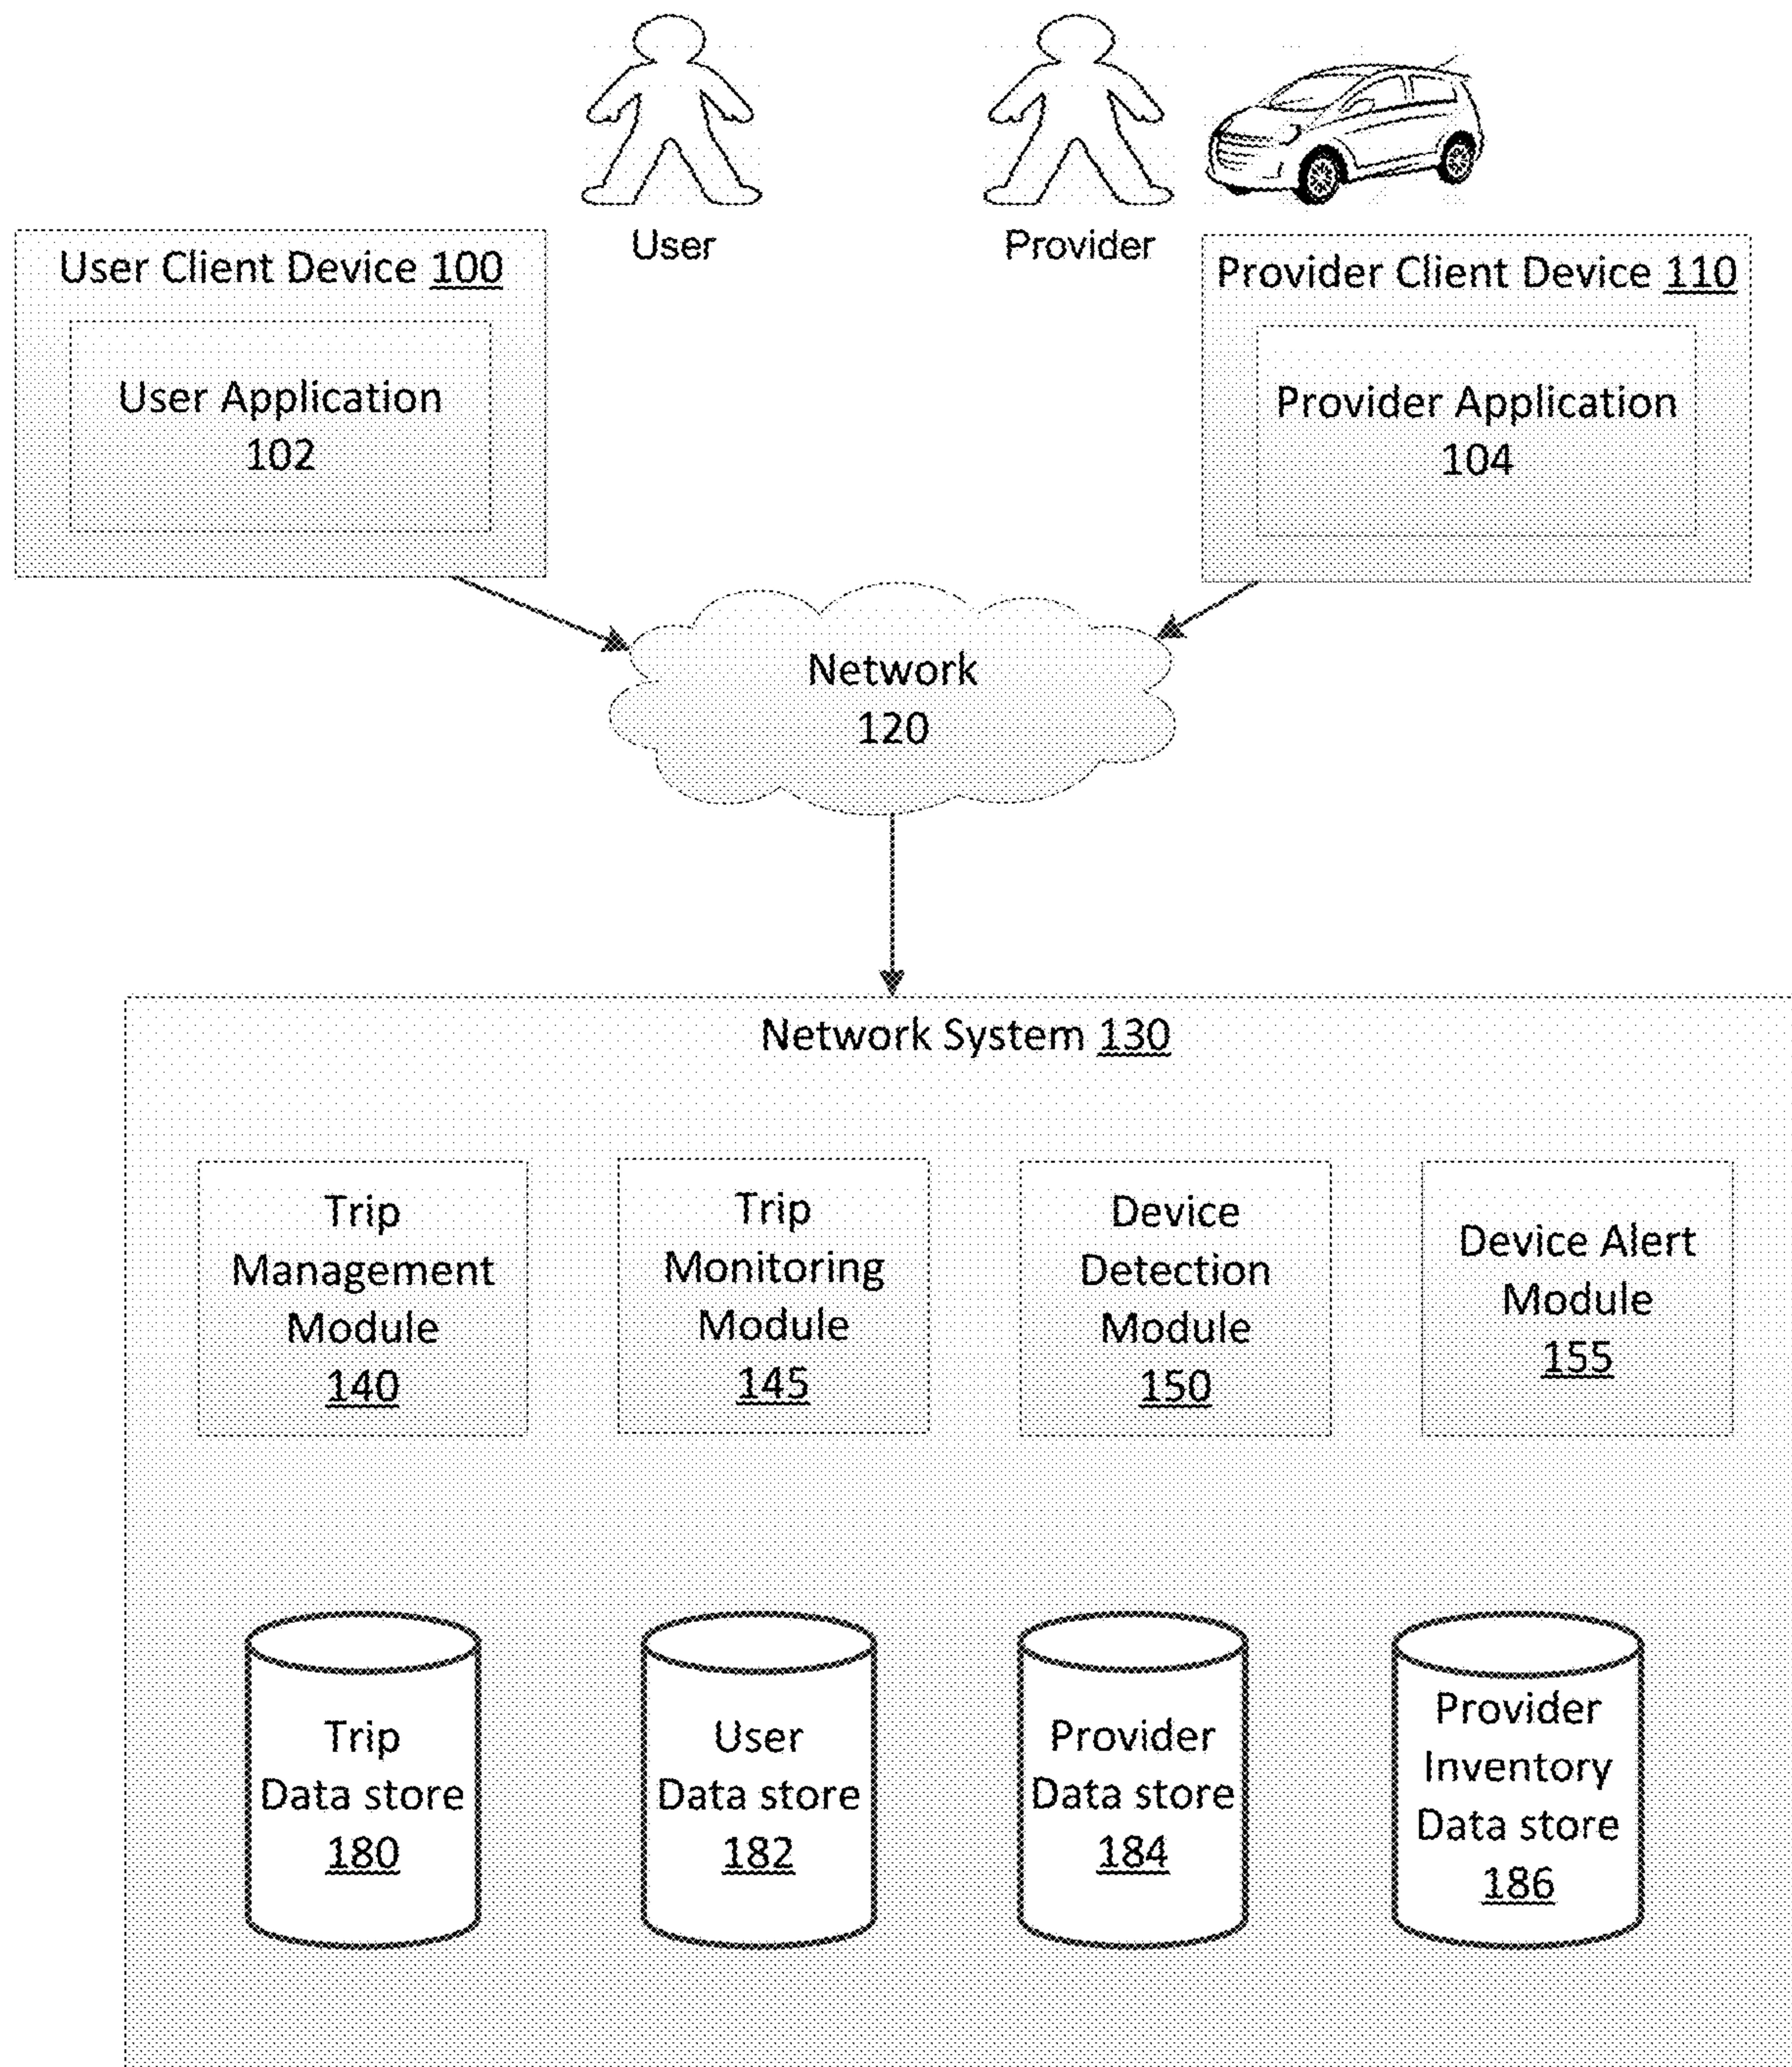 User
Provider
User Client Device 100
User Application
102
Provider Client Device 110
Provider Application
104
Network
120
Network System 130
Trip
Management
Module
140
Trip
Monitoring
Module
145
Device
Detection
Module
150
Device Alert
Module
155
Trip
Data store
180
User
Data store
182
Provider
Data store
184
Provider
Inventory
Data store
186